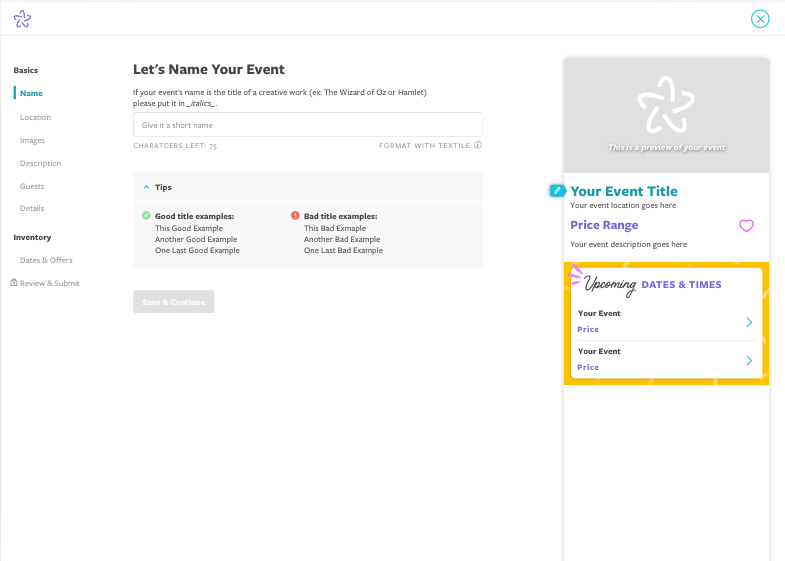 Basics
Name
Location
Images
Description
Guests
Details
Inventory
Dates & Offers
Review & Submit
Let's Name Your Event
If your event's name is the title of a creative work (ex: The Wizard of Oz or Hamlet)
please put it in _italics_.
Give it a short name
CHARATCERS LEFT: 75
FORMAT WITH TEXTILE
Tips
Good title examples:
This Good Example
Another Good Example
One Last Good Example
Bad title examples:
This Bad Exmaple
Another Bad Example
One Last Bad Example
Save & Continue
This is a preview of your event
Your Event Title
Your event location goes here
Price Range
Your event description goes here
Upcoming DATES & TIMES
Your Event
Price
Your Event
Price